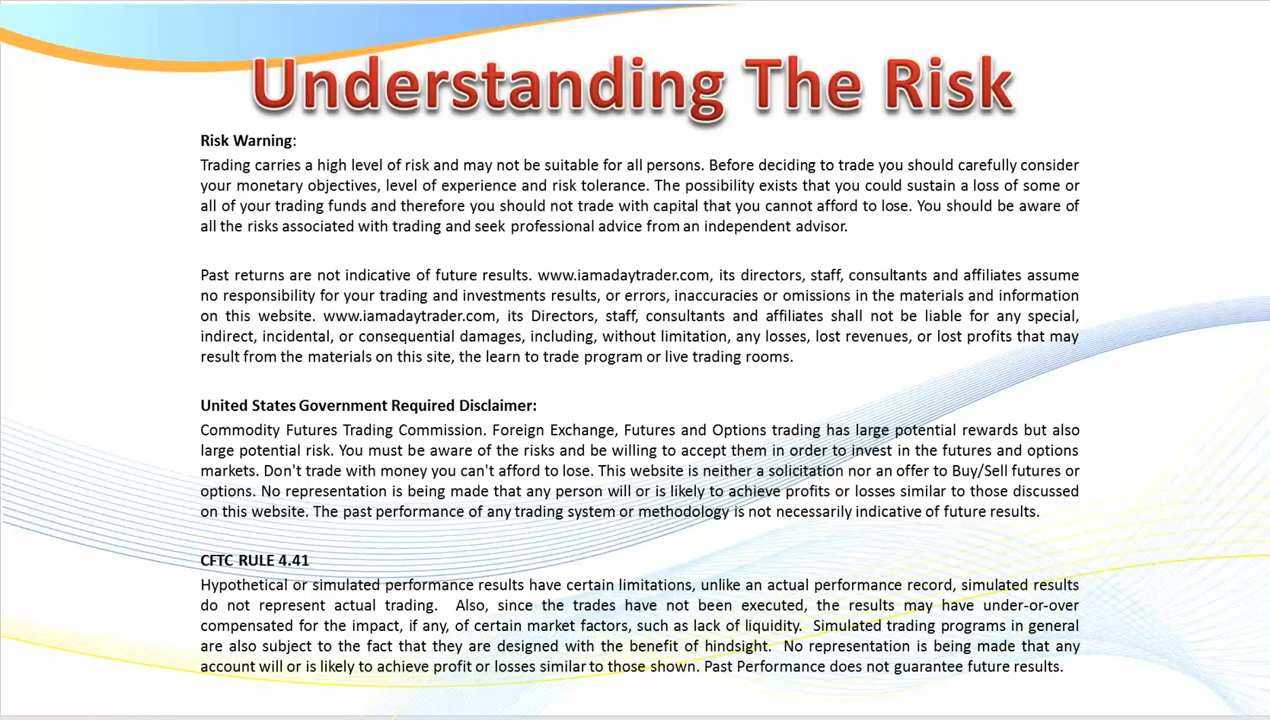 Understanding The Risk
Risk Warning:
Trading carries a high level of risk and may not be suitable for all persons. Before deciding to trade you should carefully consider
your monetary objectives, level of experience and risk tolerance. The possibility exists that you could sustain a loss of some or
all of your trading funds and therefore you should not trade with capital that you cannot afford to lose. You should be aware of
all the risks associated with trading and seek professional advice from an independent advisor.
Past returns are not indicative of future results. www.iamadaytrader.com, its directors, staff, consultants and affiliates assume
no responsibility for your trading and investments results, or errors, inaccuracies or omissions in the materials and information
on this website. www.iamadaytrader.com, its Directors, staff, consultants and affiliates shall not be liable for any special,
indirect, incidental, or consequential damages, including, without limitation, any losses, lost revenues, or lost profits that may
result from the materials on this site, the learn to trade program or live trading rooms.
United States Government Required Disclaimer:
Commodity Futures Trading Commission. Foreign Exchange, Futures and Options trading has large potential rewards but also
large potential risk. You must be aware of the risks and be willing to accept them in order to invest in the futures and options
markets. Don't trade with money you can't afford to lose. This website is neither a solicitation nor an offer to Buy/Sell futures or
options. No representation is being made that any person will or is likely to achieve profits or losses similar to those discussed
on this website. The past performance of any trading system or methodology is not necessarily indicative of future results.
CFTC RULE 4.41
Hypothetical or simulated performance results have certain limitations, unlike an actual performance record, simulated results
do not represent actual trading. Also, since the trades have not been executed, the results may have under-or-over
compensated for the impact, if any, of certain market factors, such as lack of liquidity. Simulated trading programs in general
are also subject to the fact that they are designed with the benefit of hindsight. No representation is being made that any
account will or is likely to achieve profit or losses similar to those shown. Past Performance does not guarantee future results.